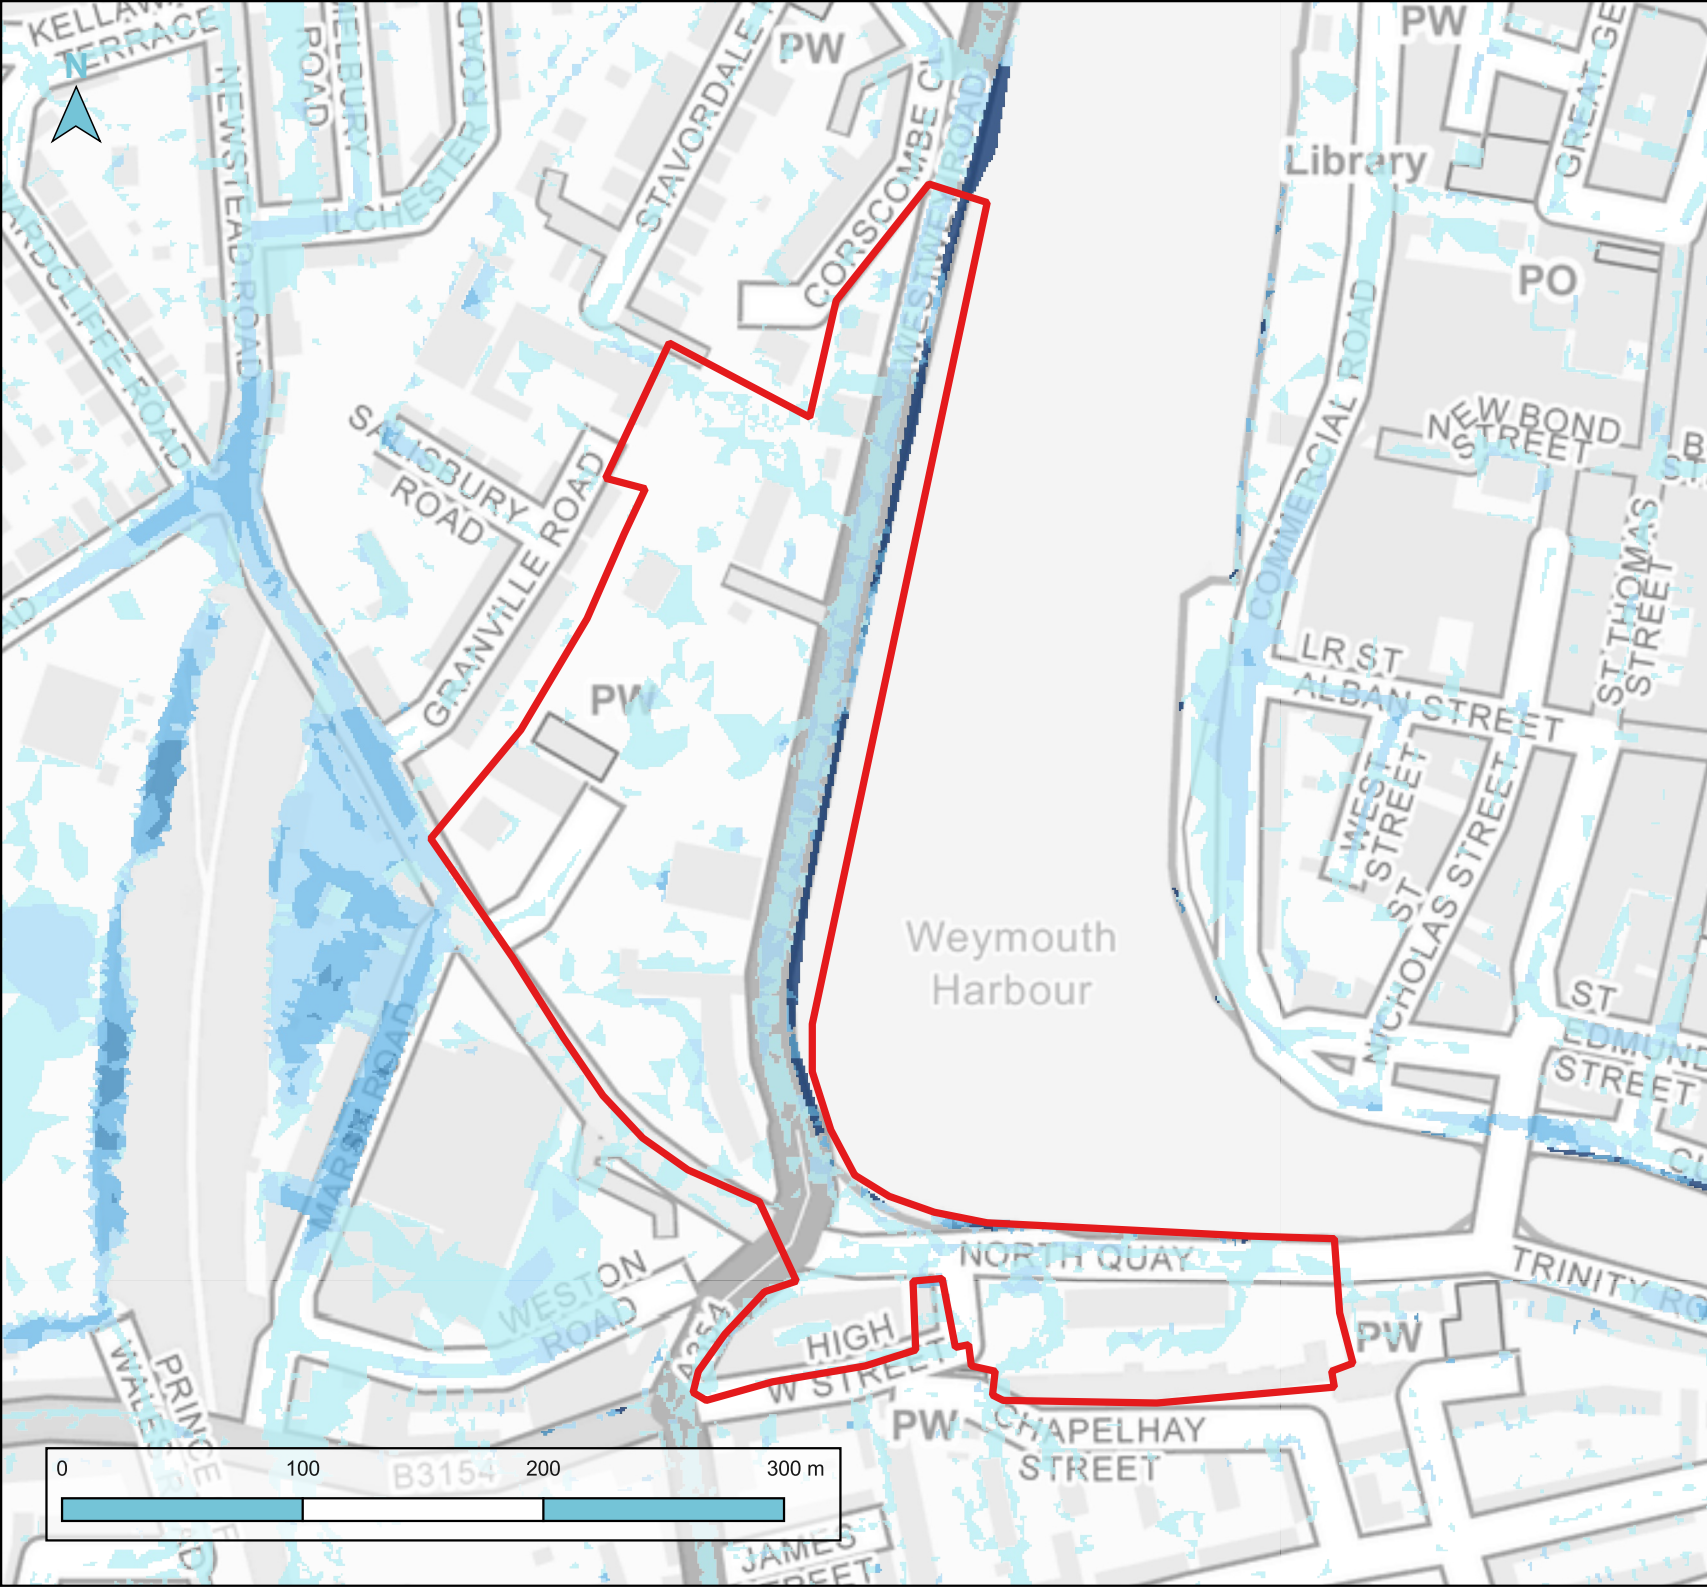 TERRACE
N
NEWSTEAD ROAD
ROAD
MELBURY
ILCHESTER ROAD
STAVORDALE
PW
CORSCOMBE
WESTWEY ROAD
PW
GREAT GE
Library
PO
COMMERCIAL ROAD
NEW BOND
STREET
WARDCLIFFE ROAD
SALISBURY
ROAD
GRANVILLE ROAD
ST THOMAS
STREET
LR ST
ALBAN STREET
WEST
STREET
ST
NICHOLAS STREET
PW
Weymouth
Harbour
ST
EDMUND
STREET
MARSH ROAD
NORTH QUAY
TRINITY RO
WESTON
ROAD
A354
HIGH
W STREET
PW
PW
CHAPELHAY
STREET
PRINCE
WALES
B3154
JAMES
STREET
0 100 200 300 m